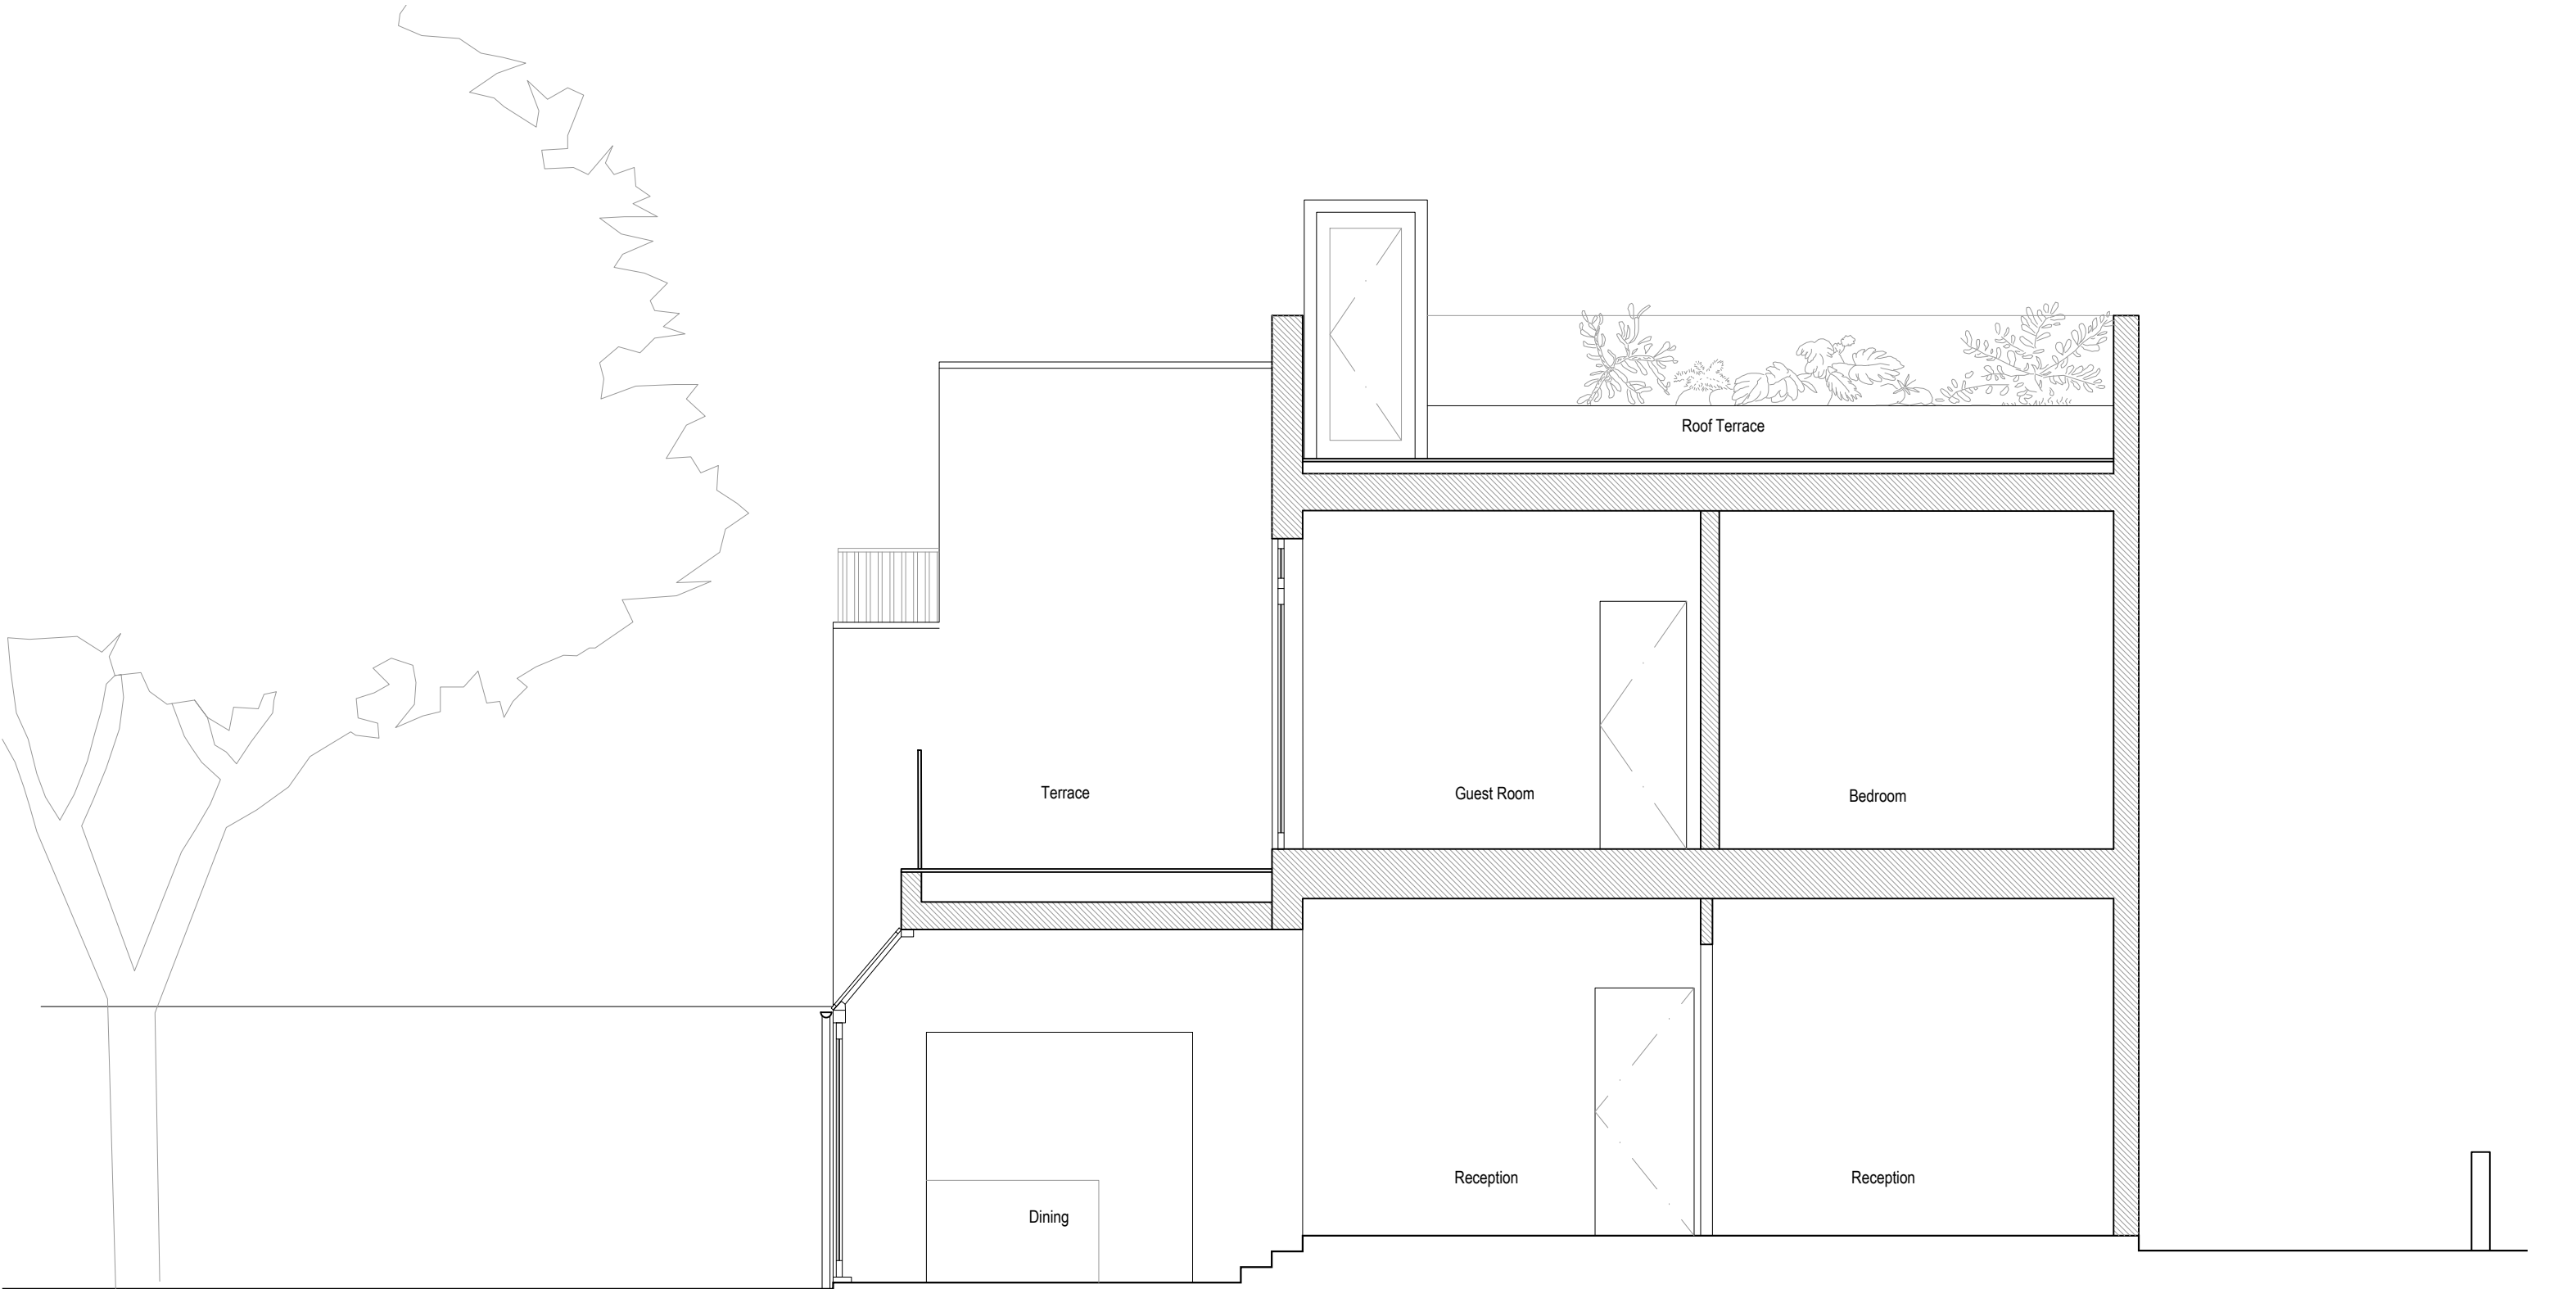 Roof Terrace
Terrace
Guest Room
Bedroom
Reception
Reception
Dining